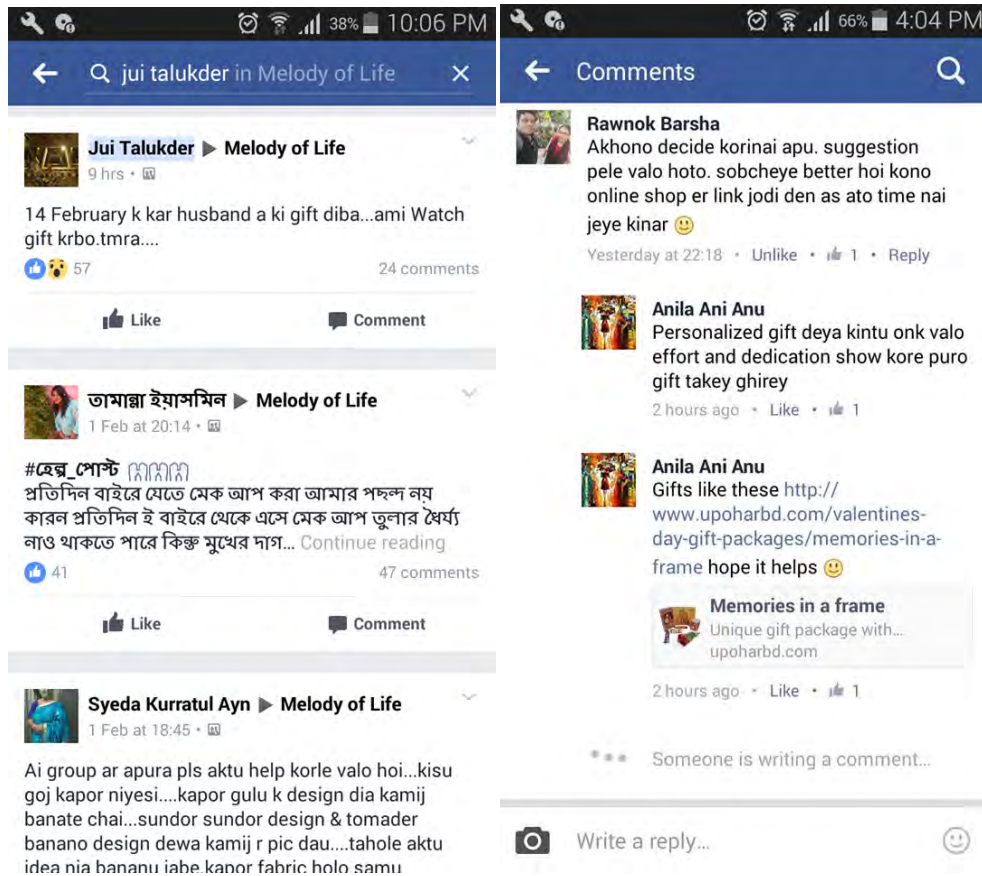 38% 10:06 PM
jui talukder in Melody of Life
Jui Talukder ▶ Melody of Life
9 hrs
14 February k kar husband a ki gift diba...ami Watch
gift krbo.tmra....
57
24 comments
Like
Comment
তামান্না ইয়াসমিন ▶ Melody of Life
1 Feb at 20:14
#হেল্প_পোস্ট
প্রতিদিন বাইরে যেতে মেক আপ করা আমার পছন্দ নয়
কারন প্রতিদিন ই বাইরে থেকে এসে মেক আপ তুলার ধৈর্য্য
নাও থাকতে পারে কিন্তু মুখের দাগ... Continue reading
41
47 comments
Like
Comment
Syeda Kurratul Ayn ▶ Melody of Life
1 Feb at 18:45
Ai group ar apura pls aktu help korle valo hoi...kisu
goj kapor niyesi....kapor gulu k design dia kamij
banate chai...sundor sundor design & tomader
banano design dewa kamij r pic dau....tahole aktu
idea nia bananu jabe.kapor fabric holo samu
66% 4:04 PM
Comments
Rawnok Barsha
Akhono decide korinai apu. suggestion
pele valo hoto. sobcheye better hoi kono
online shop er link jodi den as ato time nai
jeye kinar 🙂
Yesterday at 22:18 • Unlike • 1 • Reply
Anila Ani Anu
Personalized gift deya kintu onk valo
effort and dedication show kore puro
gift takey ghirey
2 hours ago • Like • 1
Anila Ani Anu
Gifts like these http://
www.upoharbd.com/valentines-
day-gift-packages/memories-in-a-
frame hope it helps 🙂
Memories in a frame
Unique gift package with...
upoharbd.com
2 hours ago • Like • 1
Someone is writing a comment...
Write a reply...